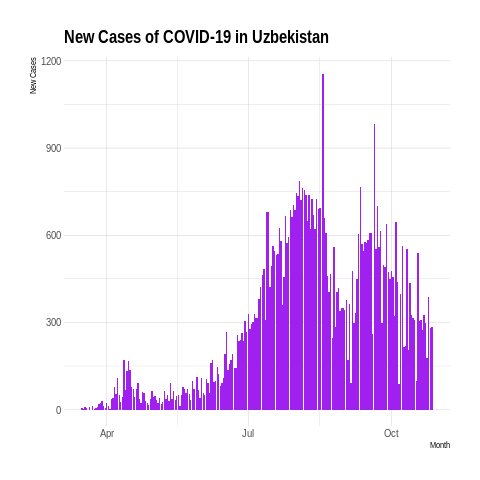 New Cases of COVID-19 in Uzbekistan
New Cases
1200
900
600
300
0
Apr
Jul
Oct
Month